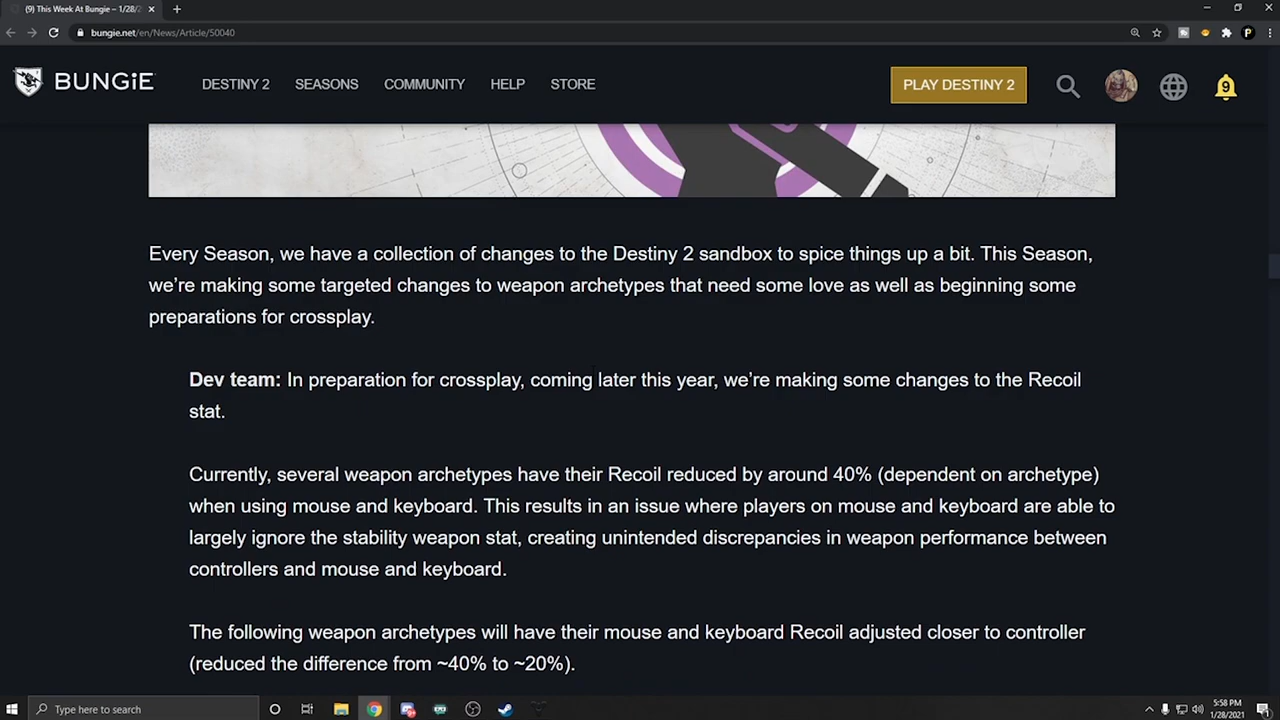 (9) This Week At Bungie – 1/28/2
bungie.net/en/News/Article/50040
P
BUNGiE
DESTINY 2
SEASONS
COMMUNITY
HELP
STORE
PLAY DESTINY 2
9
Every Season, we have a collection of changes to the Destiny 2 sandbox to spice things up a bit. This Season,
we’re making some targeted changes to weapon archetypes that need some love as well as beginning some
preparations for crossplay.
Dev team: In preparation for crossplay, coming later this year, we’re making some changes to the Recoil
stat.
Currently, several weapon archetypes have their Recoil reduced by around 40% (dependent on archetype)
when using mouse and keyboard. This results in an issue where players on mouse and keyboard are able to
largely ignore the stability weapon stat, creating unintended discrepancies in weapon performance between
controllers and mouse and keyboard.
The following weapon archetypes will have their mouse and keyboard Recoil adjusted closer to controller
(reduced the difference from ~40% to ~20%).
Type here to search
5:58 PM
1/28/2021